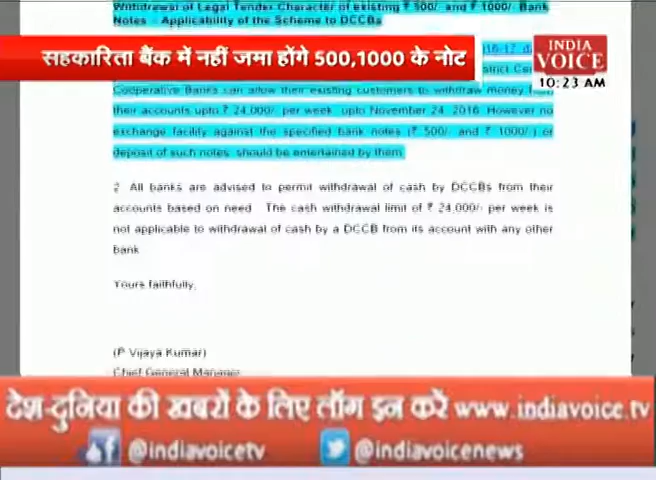 Withdrawal of Legal Tender Character of existing ₹ 500/- and ₹ 1000/- Bank
Notes - Applicability of the Scheme to DCCBs
सहकारिता बैंक में नहीं जमा होंगे 500,1000 के नोट
INDIA
VOICE
10:23 AM
Cooperative Banks can allow their existing customers to withdraw money from
their accounts upto ₹ 24,000/- per week upto November 24, 2016. However no
exchange facility against the specified bank notes (₹ 500/- and ₹ 1000/-) or
deposit of such notes should be entertained by them.
2 All banks are advised to permit withdrawal of cash by DCCBs from their
accounts based on need. The cash withdrawal limit of ₹ 24,000/- per week is
not applicable to withdrawal of cash by a DCCB from its account with any other
bank
Yours faithfully,
(P Vijaya Kumar)
Chief General Manager
देश-दुनिया की खबरों के लिए लॉग इन करें www.indiavoice.tv
@indiavoicetv
@indiavoicenews